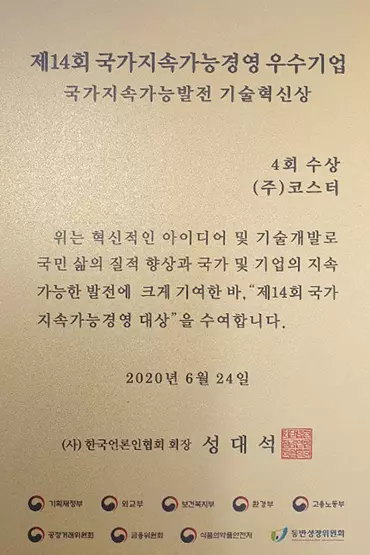 제14회 국가지속가능경영 우수기업
국가지속가능발전 기술혁신상
4회 수상
(주)코스터
위는 혁신적인 아이디어 및 기술개발로
국민 삶의 질적 향상과 국가 및 기업의 지속
가능한 발전에 크게 기여한 바, “제14회 국가
지속가능경영 대상”을 수여합니다.
2020년 6월 24일
(사) 한국언론인협회 회장 성대석
기획재정부 외교부 보건복지부 환경부 고용노동부
공정거래위원회 금융위원회 식품의약품안전처 동반성장위원회